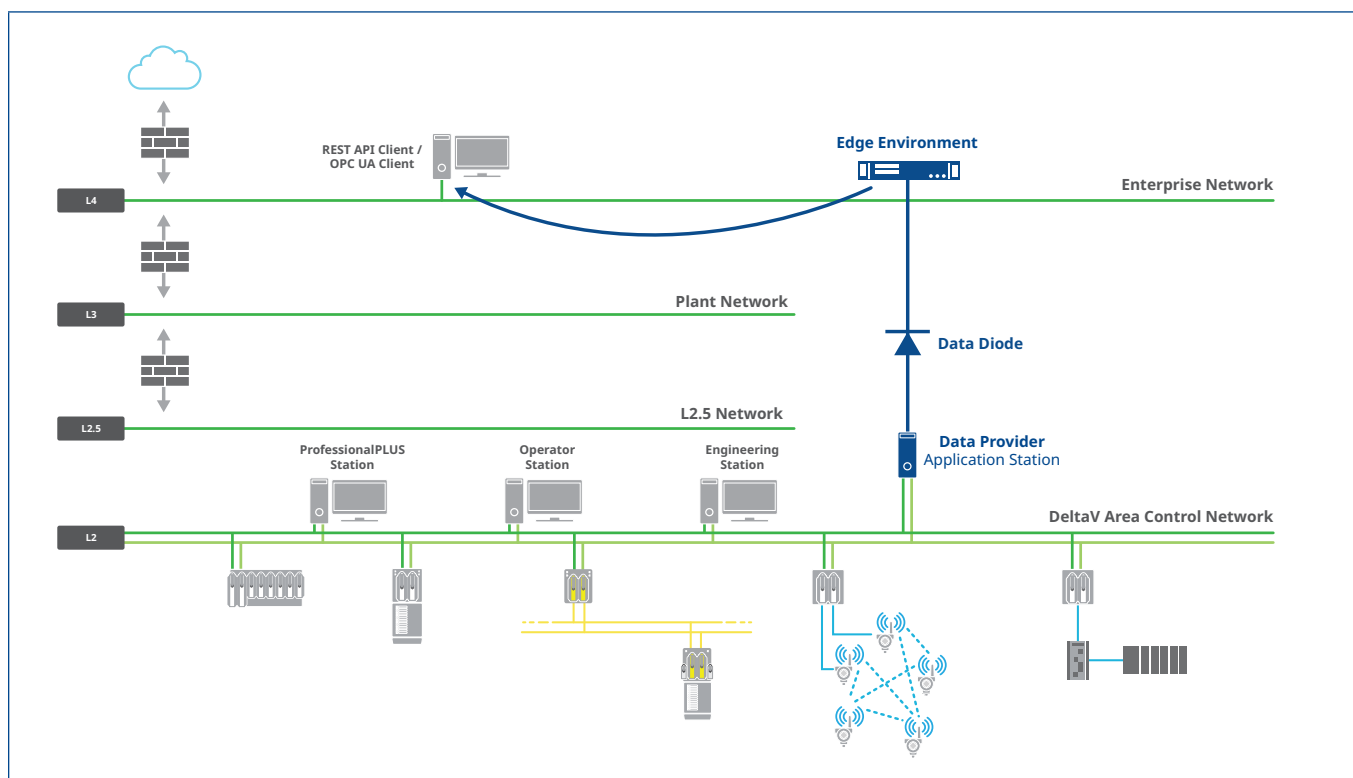 REST API Client /
OPC UA Client
Edge Environment
L4
Enterprise Network
L3
Plant Network
Data Diode
L2.5
L2.5 Network
ProfessionalPLUS
Station
Operator
Station
Engineering
Station
Data Provider
Application Station
L2
DeltaV Area Control Network